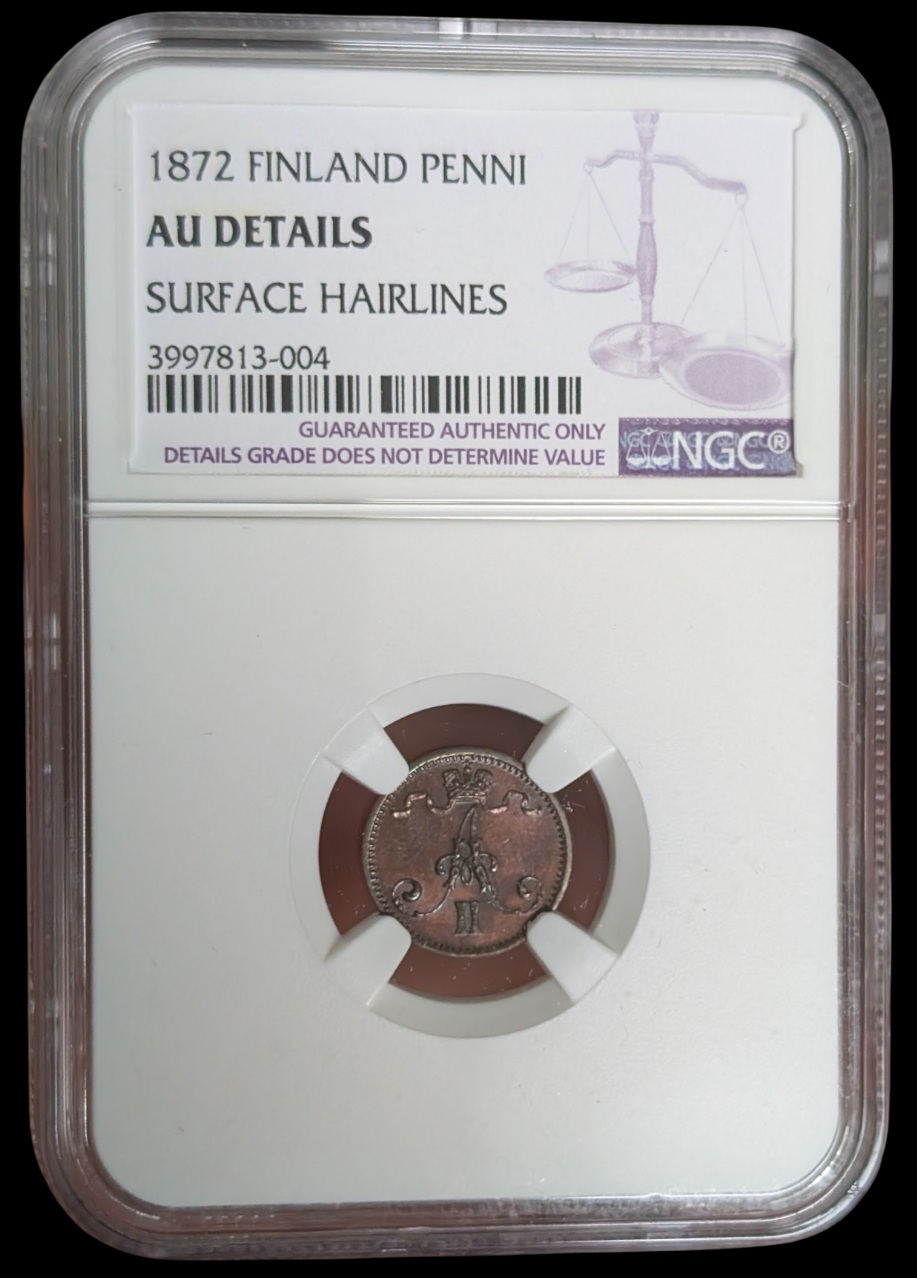 1872 FINLAND PENNI
AU DETAILS
SURFACE HAIRLINES
3997813-004
GUARANTEED AUTHENTIC ONLY
DETAILS GRADE DOES NOT DETERMINE VALUE
NGC®
A
II